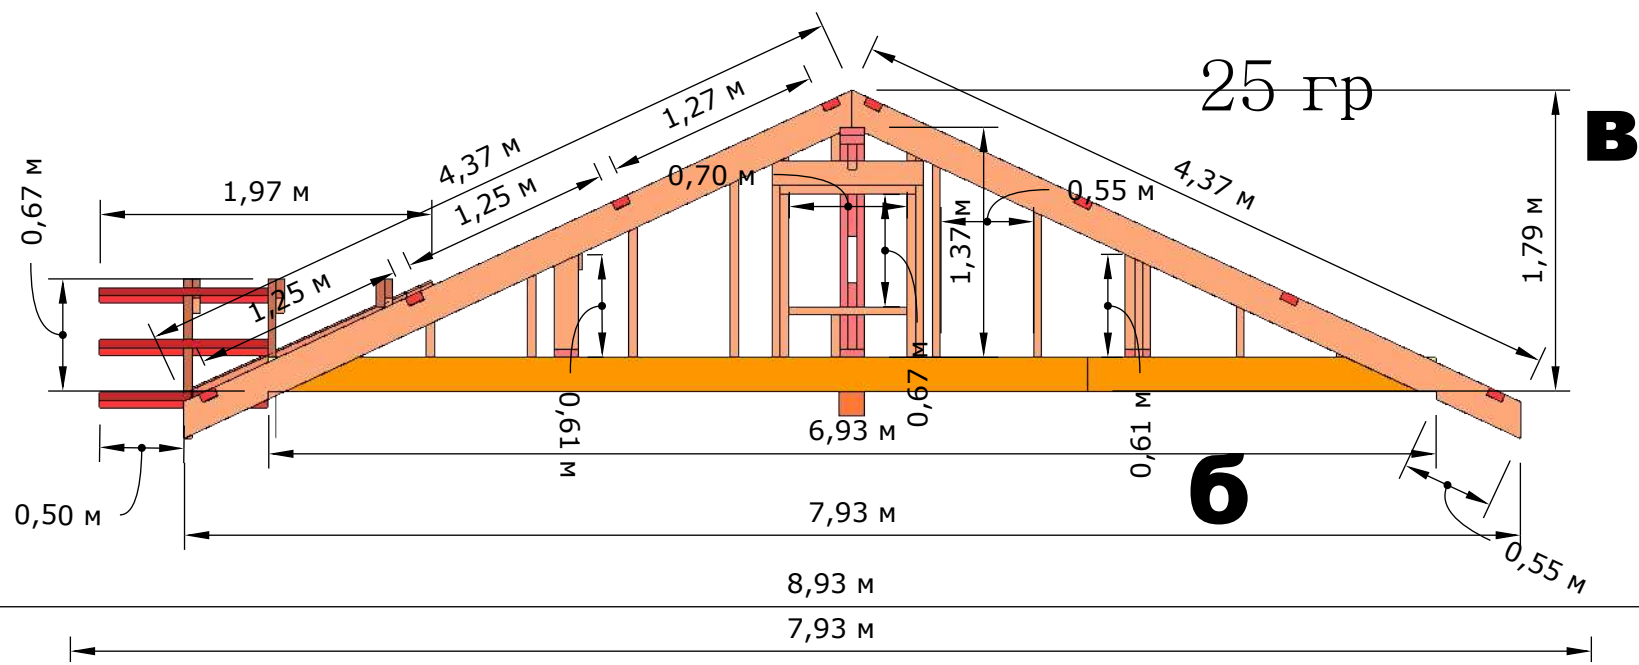 25 гр
в
4,37 м
1,27 м
1,25 м
1,25 м
1,97 м
0,67 м
0,70 м
0,55 м
4,37 м
1,37м
1,79 м
0,67 м
0,61 м
0,61 м
6,93 м
б
0,50 м
7,93 м
0,55 м
8,93 м
7,93 м